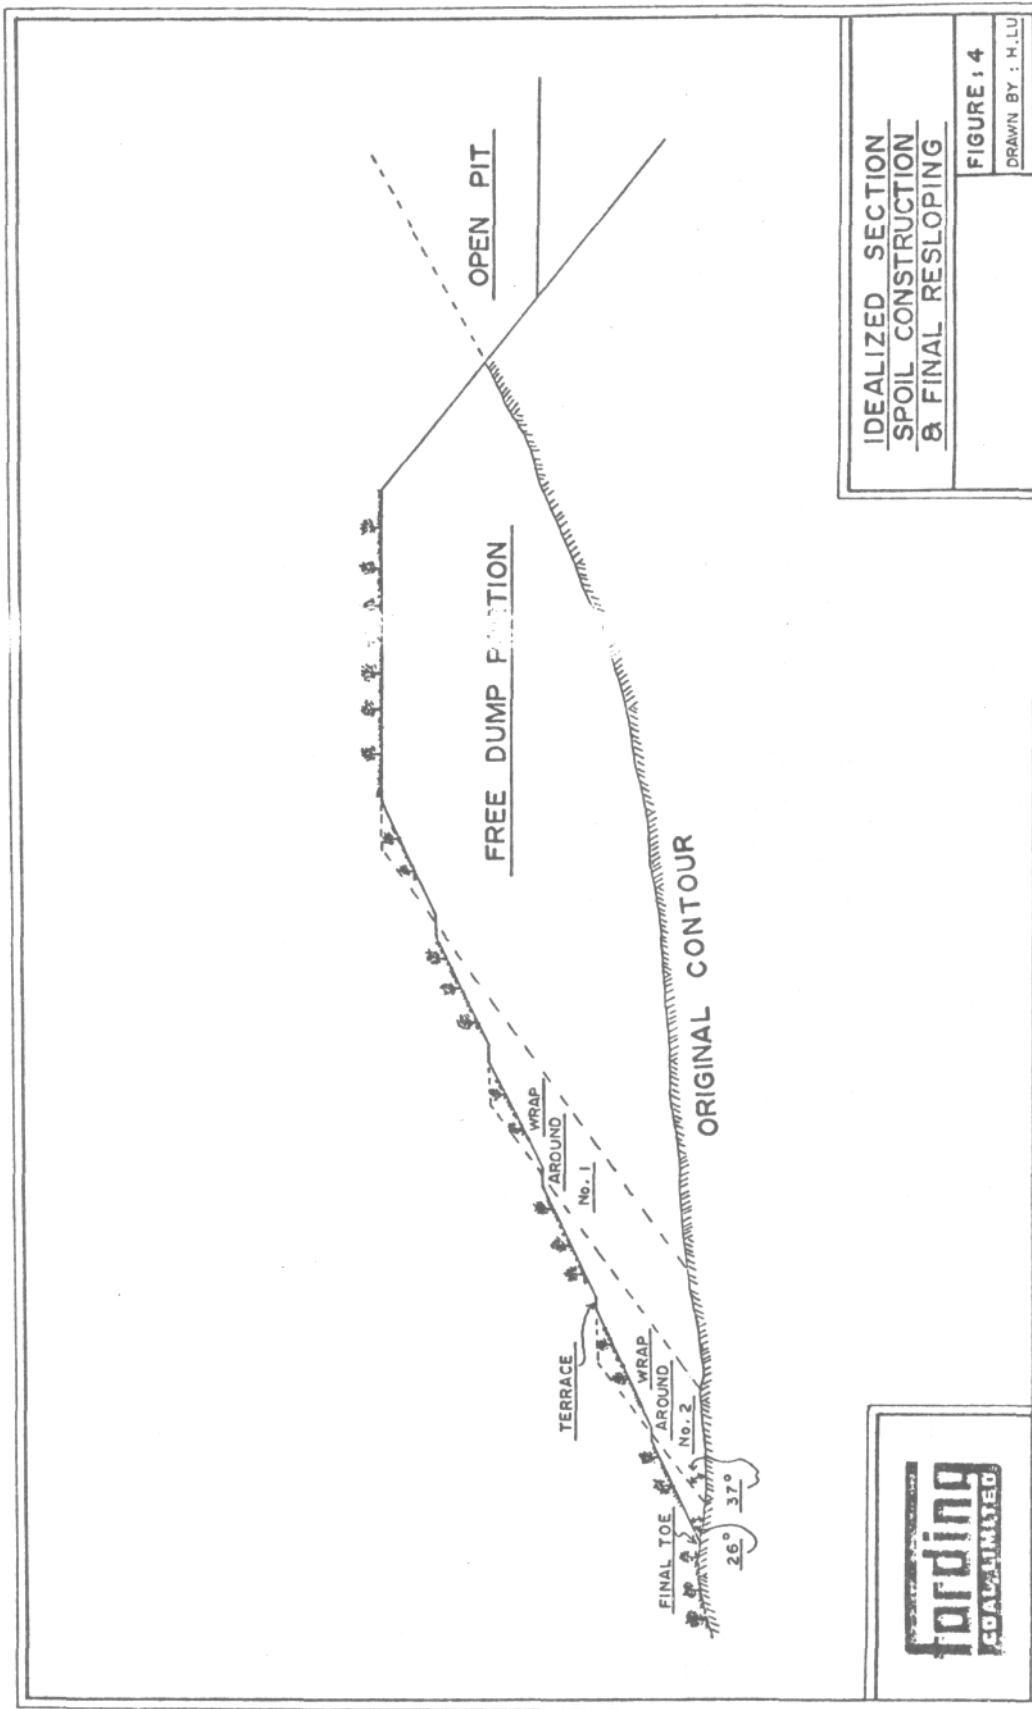 OPEN PIT
FREE DUMP
ORIGINAL CONTOUR
WRAP
AROUND
No. 1
TERRACE
WRAP
AROUND
No. 2
FINAL TOE
26°
37°
fording
COAL LIMITED
IDEALIZED SECTION
SPOIL CONSTRUCTION
& FINAL RESLOPING
FIGURE: 4
DRAWN BY: H.LU